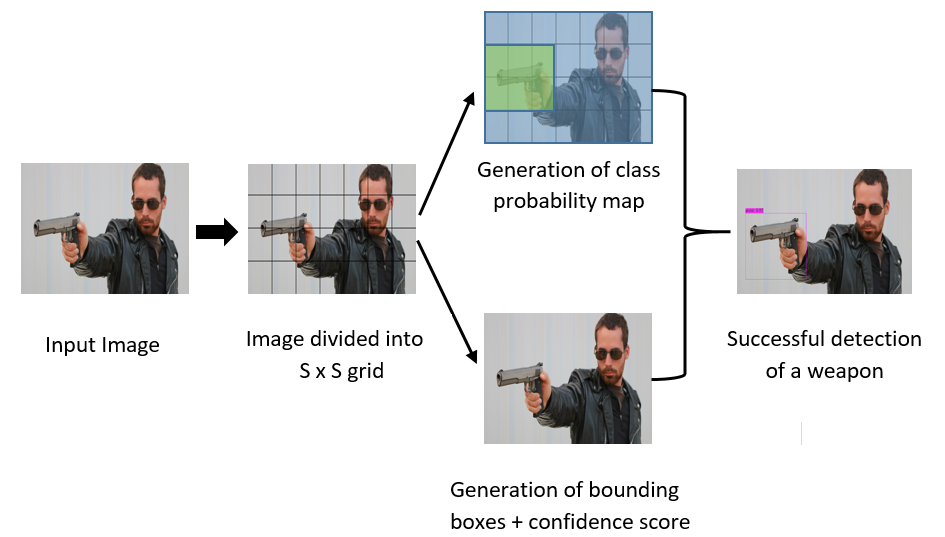 Generation of class
probability map
Input Image
Image divided into
S x S grid
Successful detection
of a weapon
Generation of bounding
boxes + confidence score